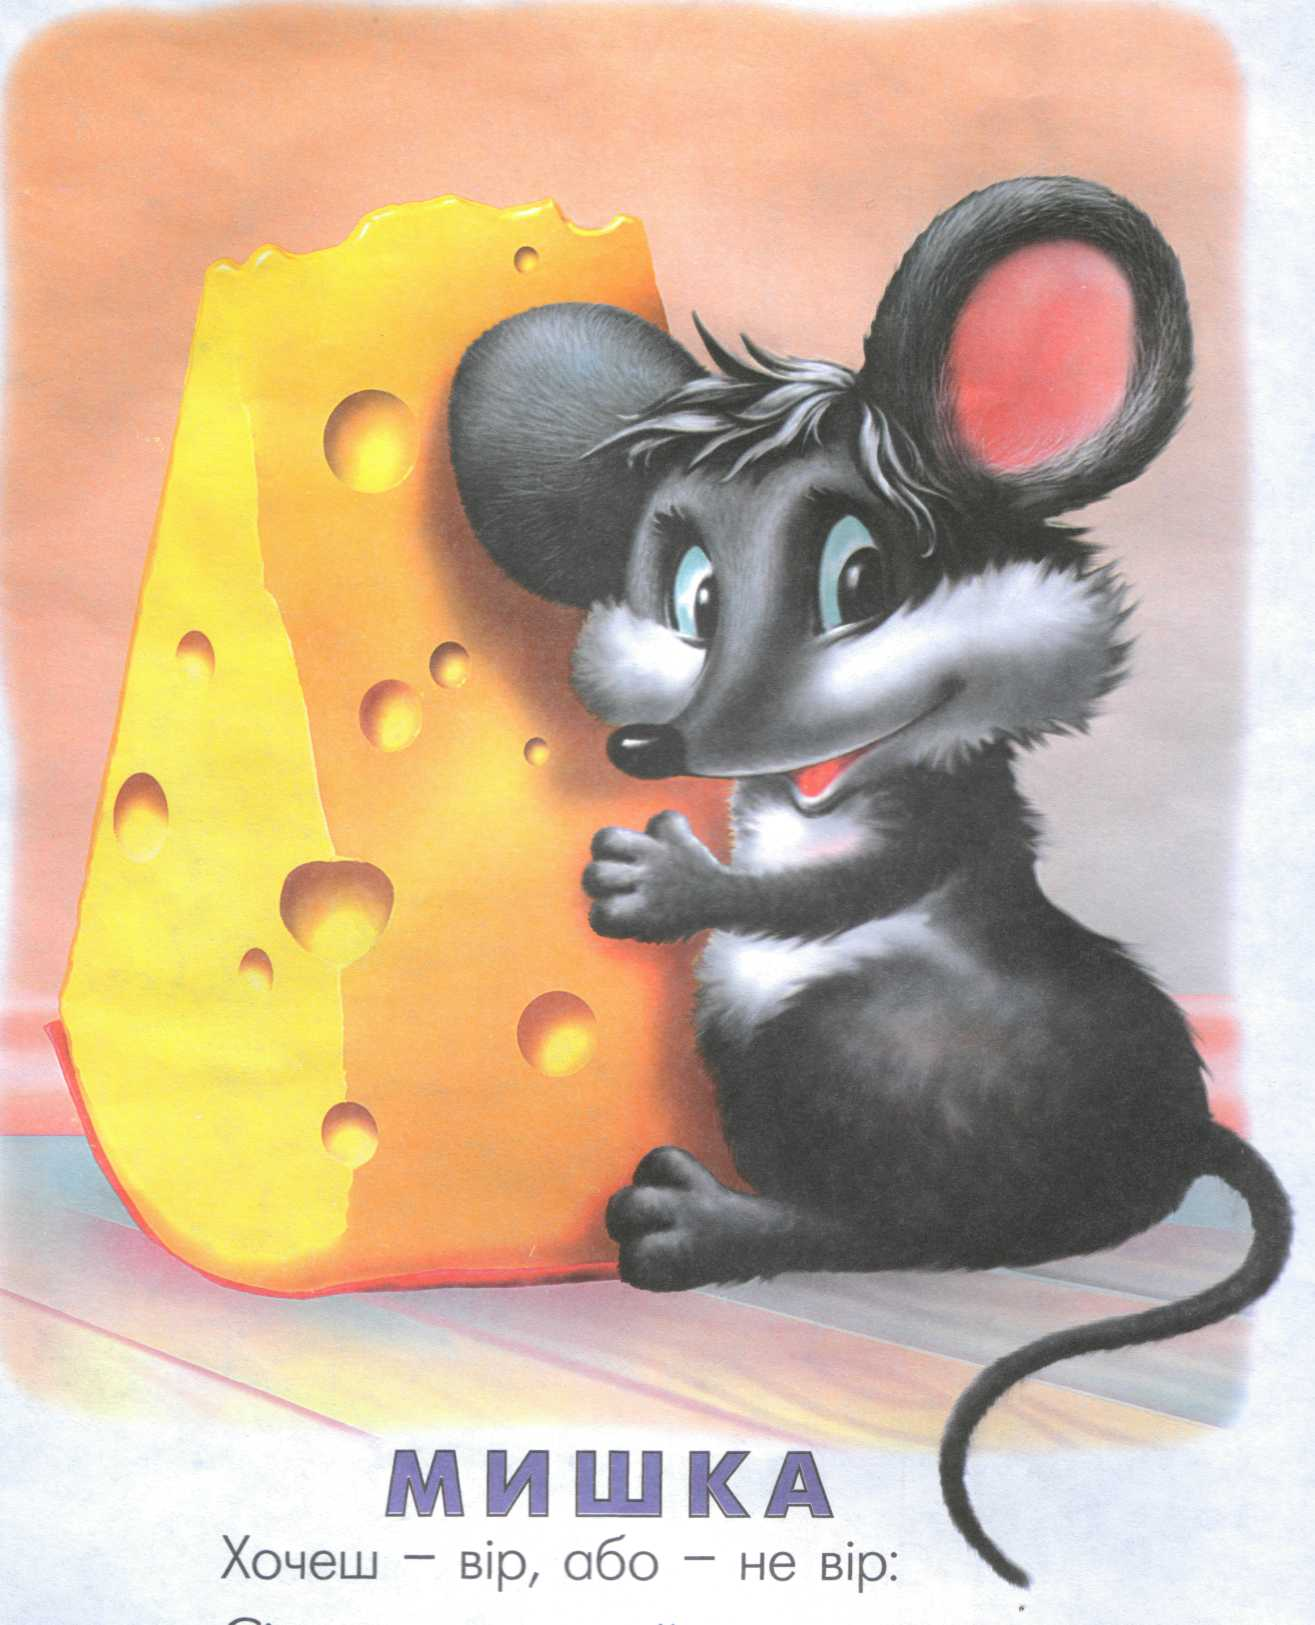 МИШКА
Хочеш – вір, або – не вір: